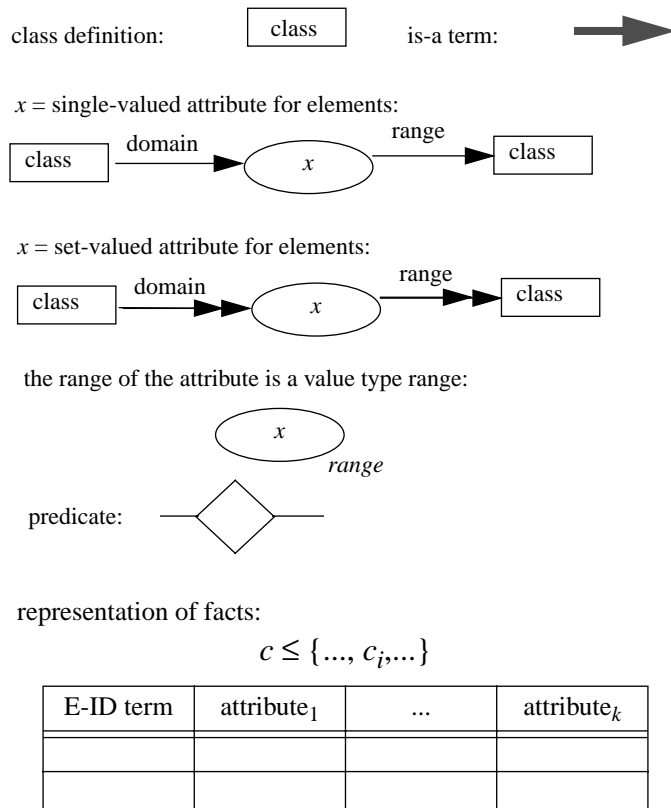 class definition: class is-a term:
x = single-valued attribute for elements:
class domain x range class
x = set-valued attribute for elements:
class domain x range class
the range of the attribute is a value type range:
x
range
predicate:
representation of facts:
c ≤ {..., cᵢ,...}
E-ID term attribute₁ ... attributeₖ